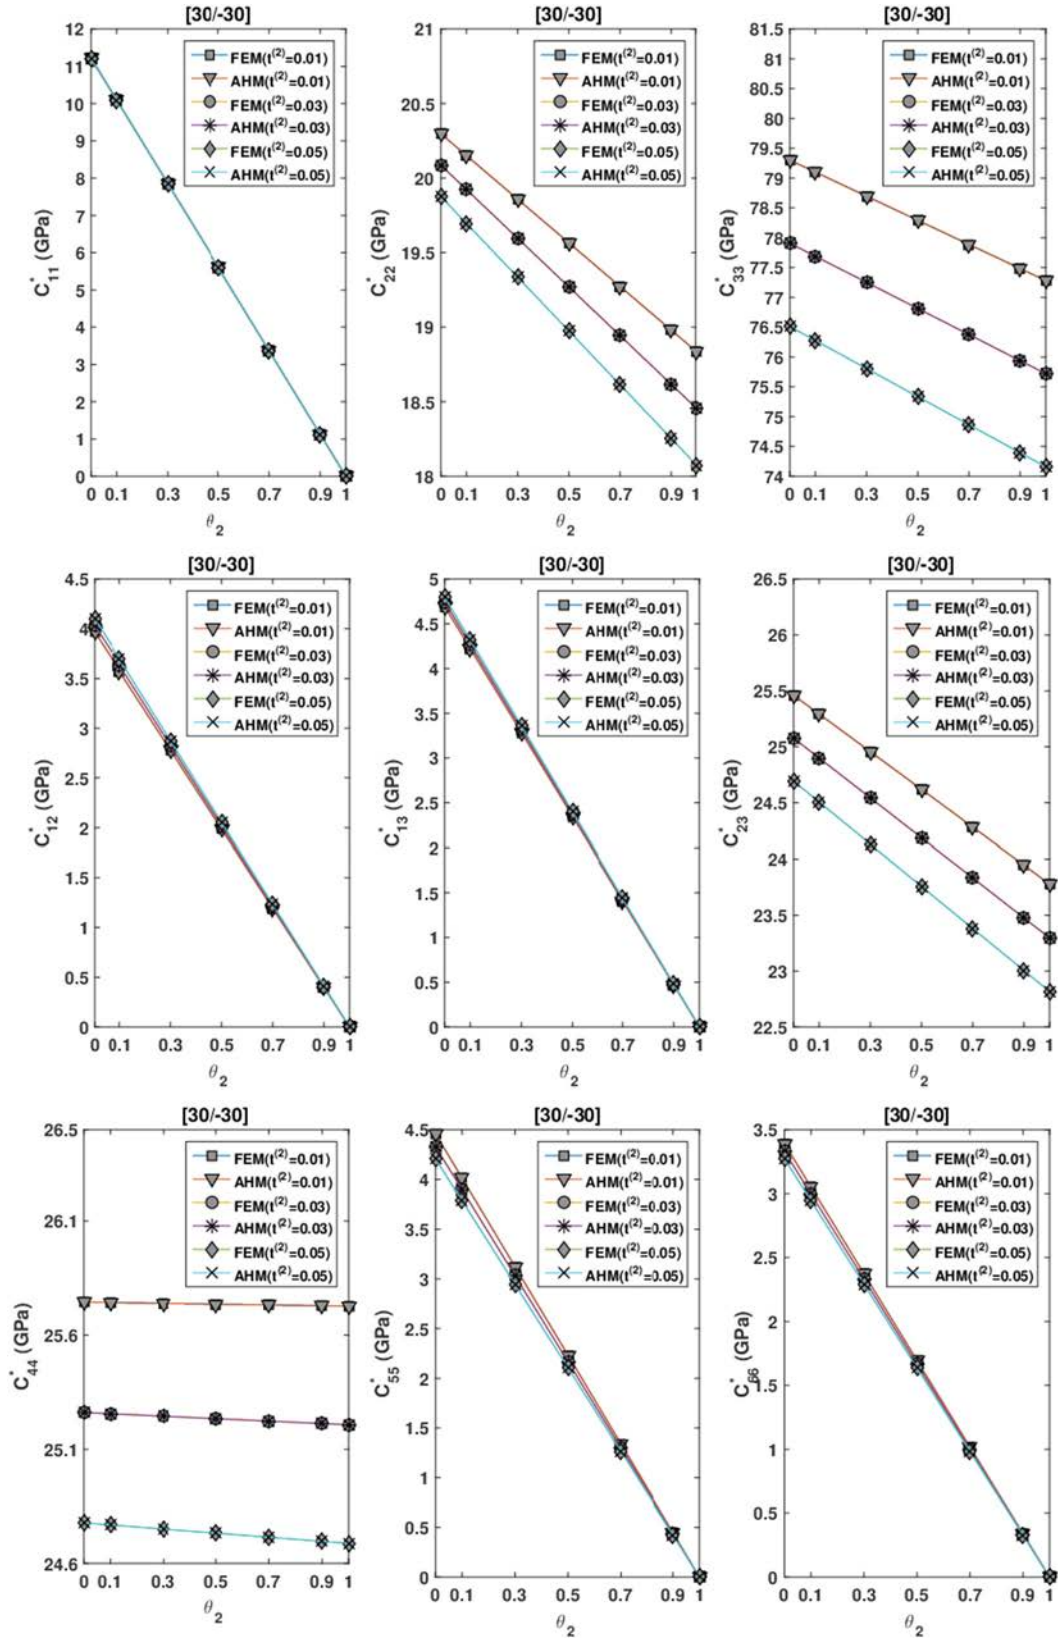 [30/-30]
12
11
10
8
6
4
3
2
1
0
0 0.1 0.3 0.5 0.7 0.9 1
θ2
C*11 (GPa)
FEM(t(2)=0.01)
AHM(t(2)=0.01)
FEM(t(2)=0.03)
AHM(t(2)=0.03)
FEM(t(2)=0.05)
AHM(t(2)=0.05)
[30/-30]
21
20.5
20
19.5
19
18.5
18
0 0.1 0.3 0.5 0.7 0.9 1
θ2
C*22 (GPa)
FEM(t(2)=0.01)
AHM(t(2)=0.01)
FEM(t(2)=0.03)
AHM(t(2)=0.03)
FEM(t(2)=0.05)
AHM(t(2)=0.05)
[30/-30]
81.5
81
80.5
80
79.5
79
78.5
78
77.5
77
76.5
76
75.5
75
74.5
74
0 0.1 0.3 0.5 0.7 0.9 1
θ2
C*33 (GPa)
FEM(t(2)=0.01)
AHM(t(2)=0.01)
FEM(t(2)=0.03)
AHM(t(2)=0.03)
FEM(t(2)=0.05)
AHM(t(2)=0.05)
[30/-30]
4.5
4
3.5
3
2.5
2
1.5
1
0.5
0
0 0.1 0.3 0.5 0.7 0.9 1
θ2
C*12 (GPa)
FEM(t(2)=0.01)
AHM(t(2)=0.01)
FEM(t(2)=0.03)
AHM(t(2)=0.03)
FEM(t(2)=0.05)
AHM(t(2)=0.05)
[30/-30]
5
4.5
4
3.5
3
2.5
2
1.5
1
0.5
0
0 0.1 0.3 0.5 0.7 0.9 1
θ2
C*13 (GPa)
FEM(t(2)=0.01)
AHM(t(2)=0.01)
FEM(t(2)=0.03)
AHM(t(2)=0.03)
FEM(t(2)=0.05)
AHM(t(2)=0.05)
[30/-30]
26.5
26
25.5
25
24.5
24
23.5
23
22.5
0 0.1 0.3 0.5 0.7 0.9 1
θ2
C*23 (GPa)
FEM(t(2)=0.01)
AHM(t(2)=0.01)
FEM(t(2)=0.03)
AHM(t(2)=0.03)
FEM(t(2)=0.05)
AHM(t(2)=0.05)
[30/-30]
26.5
26.1
25.6
25.1
24.6
0 0.1 0.3 0.5 0.7 0.9 1
θ2
C*44 (GPa)
FEM(t(2)=0.01)
AHM(t(2)=0.01)
FEM(t(2)=0.03)
AHM(t(2)=0.03)
FEM(t(2)=0.05)
AHM(t(2)=0.05)
[30/-30]
4.5
4
3.5
3
2.5
2
1.5
1
0.5
0
0 0.1 0.3 0.5 0.7 0.9 1
θ2
C*55 (GPa)
FEM(t(2)=0.01)
AHM(t(2)=0.01)
FEM(t(2)=0.03)
AHM(t(2)=0.03)
FEM(t(2)=0.05)
AHM(t(2)=0.05)
[30/-30]
3.5
3
2.5
2
1.5
1
0.5
0
0 0.1 0.3 0.5 0.7 0.9 1
θ2
C*66 (GPa)
FEM(t(2)=0.01)
AHM(t(2)=0.01)
FEM(t(2)=0.03)
AHM(t(2)=0.03)
FEM(t(2)=0.05)
AHM(t(2)=0.05)